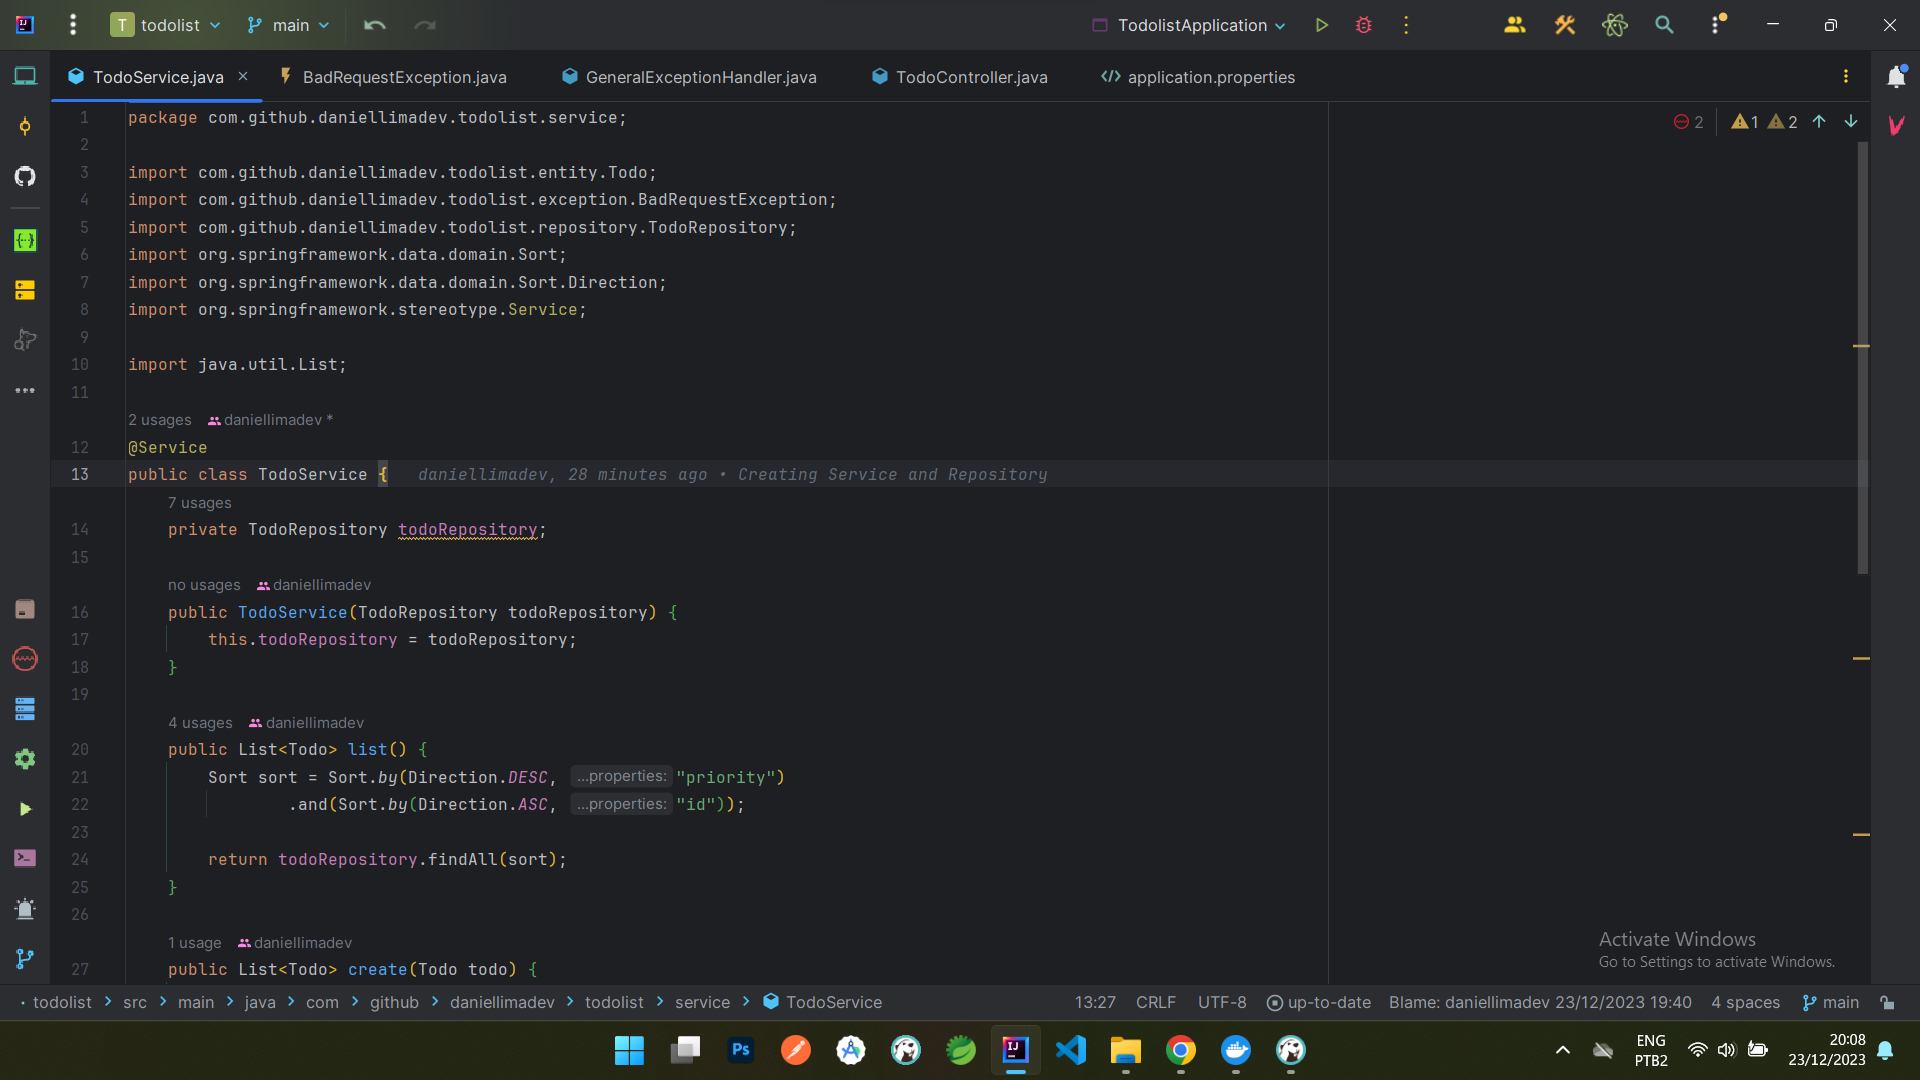 T todolist main TodolistApplication
TodoService.java BadRequestException.java GeneralExceptionHandler.java TodoController.java application.properties
2 1 2
1 package com.github.daniellimadev.todolist.service;
2
3 import com.github.daniellimadev.todolist.entity.Todo;
4 import com.github.daniellimadev.todolist.exception.BadRequestException;
5 import com.github.daniellimadev.todolist.repository.TodoRepository;
6 import org.springframework.data.domain.Sort;
7 import org.springframework.data.domain.Sort.Direction;
8 import org.springframework.stereotype.Service;
9
10 import java.util.List;
11
2 usages daniellimadev *
12 @Service
13 public class TodoService { daniellimadev, 28 minutes ago • Creating Service and Repository
7 usages
14 private TodoRepository todoRepository;
15
no usages daniellimadev
16 public TodoService(TodoRepository todoRepository) {
17 this.todoRepository = todoRepository;
18 }
19
4 usages daniellimadev
20 public List<Todo> list() {
21 Sort sort = Sort.by(Direction.DESC, ...properties: "priority")
22 .and(Sort.by(Direction.ASC, ...properties: "id"));
23
24 return todoRepository.findAll(sort);
25 }
26
1 usage daniellimadev
27 public List<Todo> create(Todo todo) {
Activate Windows
Go to Settings to activate Windows.
todolist > src > main > java > com > github > daniellimadev > todolist > service > TodoService 13:27 CRLF UTF-8 up-to-date Blame: daniellimadev 23/12/2023 19:40 4 spaces main
Ps IJ ENG PTB2 20:08 23/12/2023